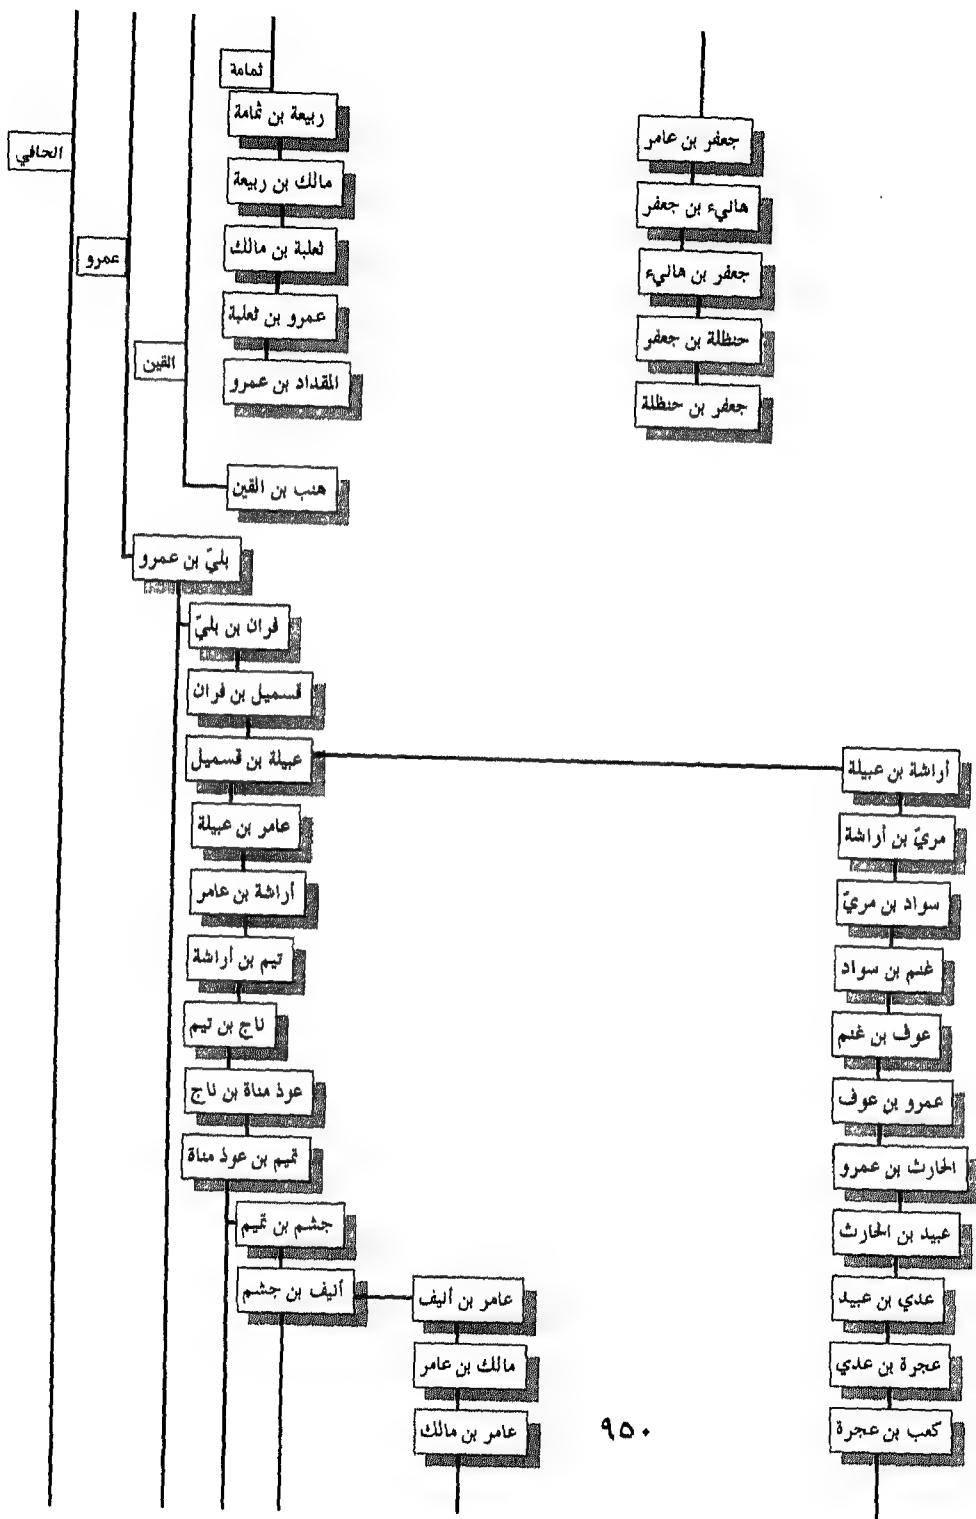 جعفر بن عامر
هاليء بن جعفر
جعفر بن هاليء
حنظلة بن جعفر
جعفر بن حنظلة
ثمامة
ربيعة بن ثمامة
مالك بن ربيعة
ثعلبة بن مالك
عمرو بن ثعلبة
المقداد بن عمرو
الحافي
عمرو
القين
هنب بن القين
بليّ بن عمرو
فران بن بليّ
قسميل بن فران
عبيلة بن قسميل
عامر بن عبيلة
أراشة بن عامر
تيم بن أراشة
ناج بن تيم
عوذ مناة بن ناج
تميم بن عوذ مناة
جشم بن تميم
أنيف بن جشم
عامر بن أنيف
مالك بن عامر
عامر بن مالك
أراشة بن عبيلة
مريّ بن أراشة
سواد بن مريّ
غنم بن سواد
عوف بن غنم
عمرو بن عوف
الحارث بن عمرو
عبيد بن الحارث
عدي بن عبيد
عجرة بن عدي
كعب بن عجرة
٩٥٠